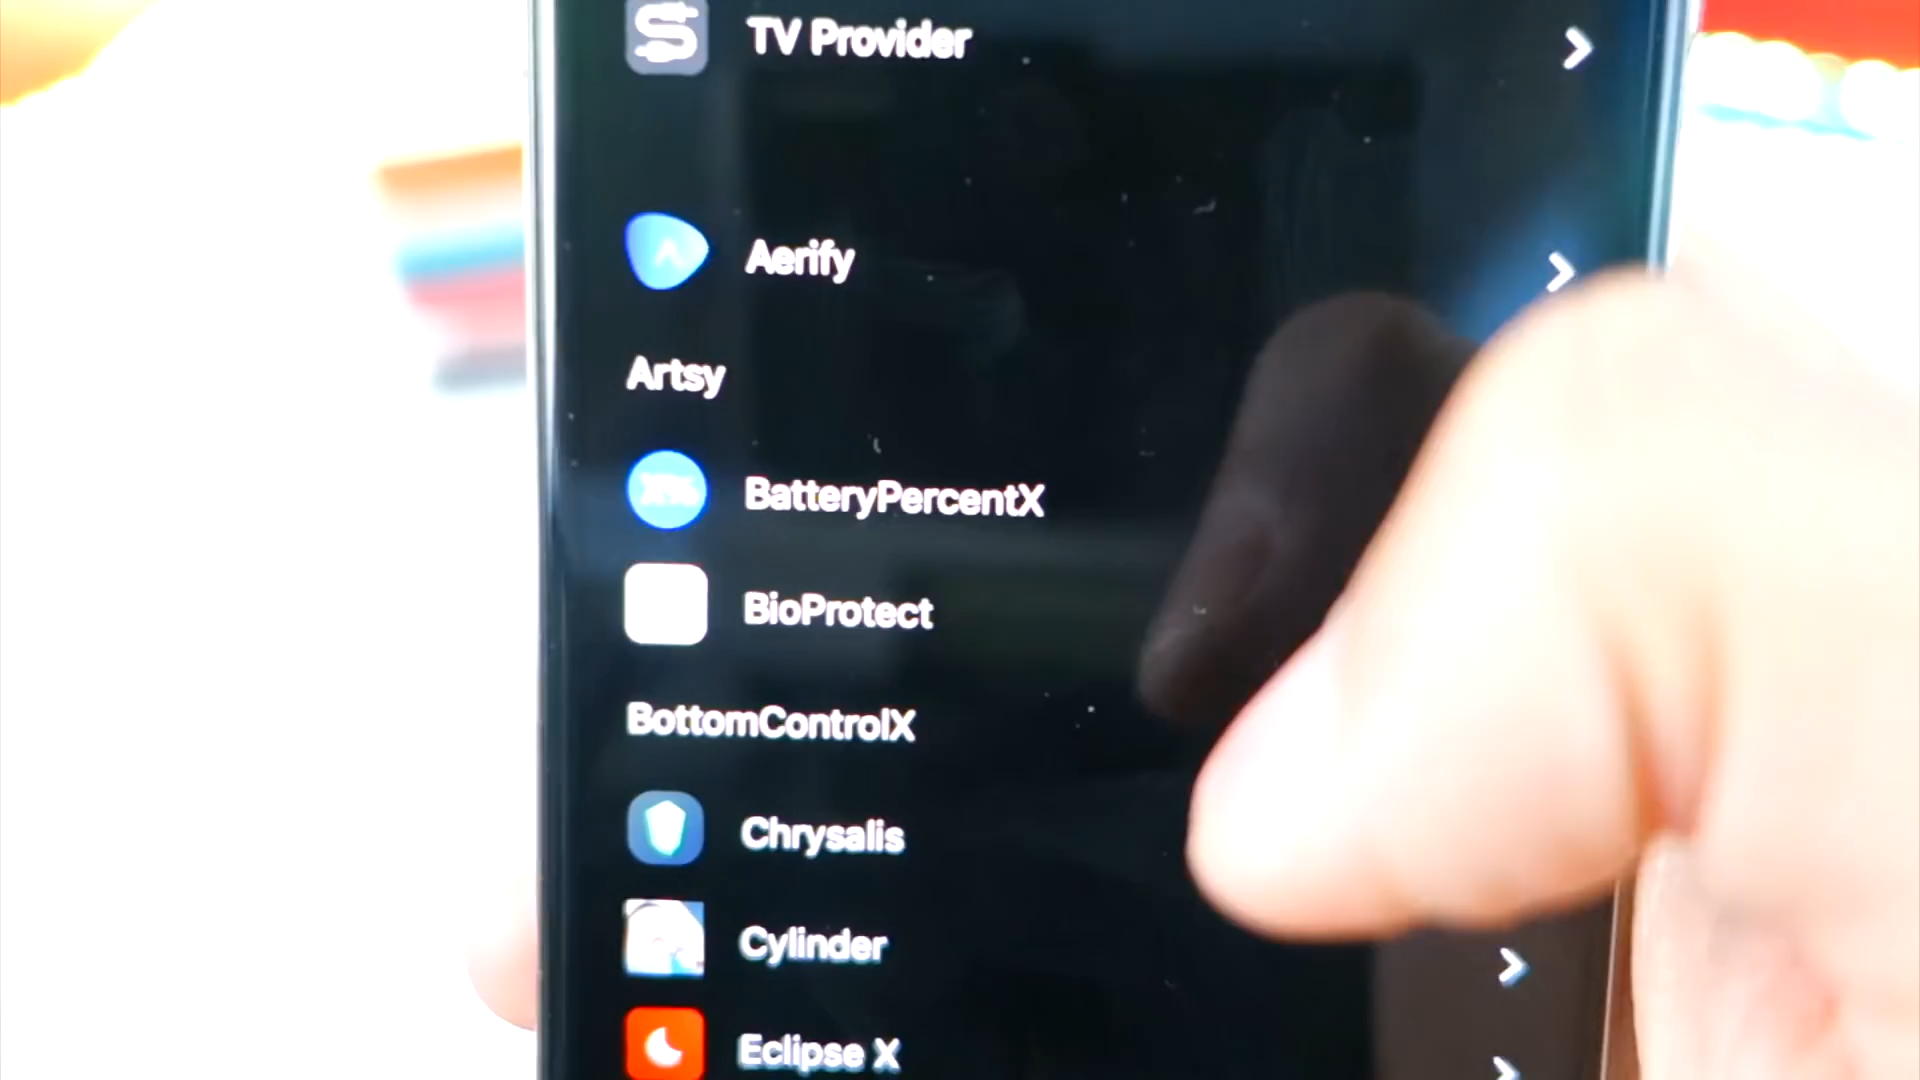 TV Provider
Aerify
Artsy
BatteryPercentX
BioProtect
BottomControlX
Chrysalis
Cylinder
Eclipse X